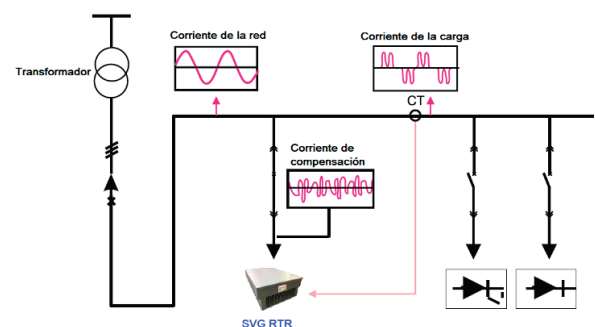 Corriente de la red
Corriente de la carga
Transformador
CT
Corriente de
compensación
SVG RTR